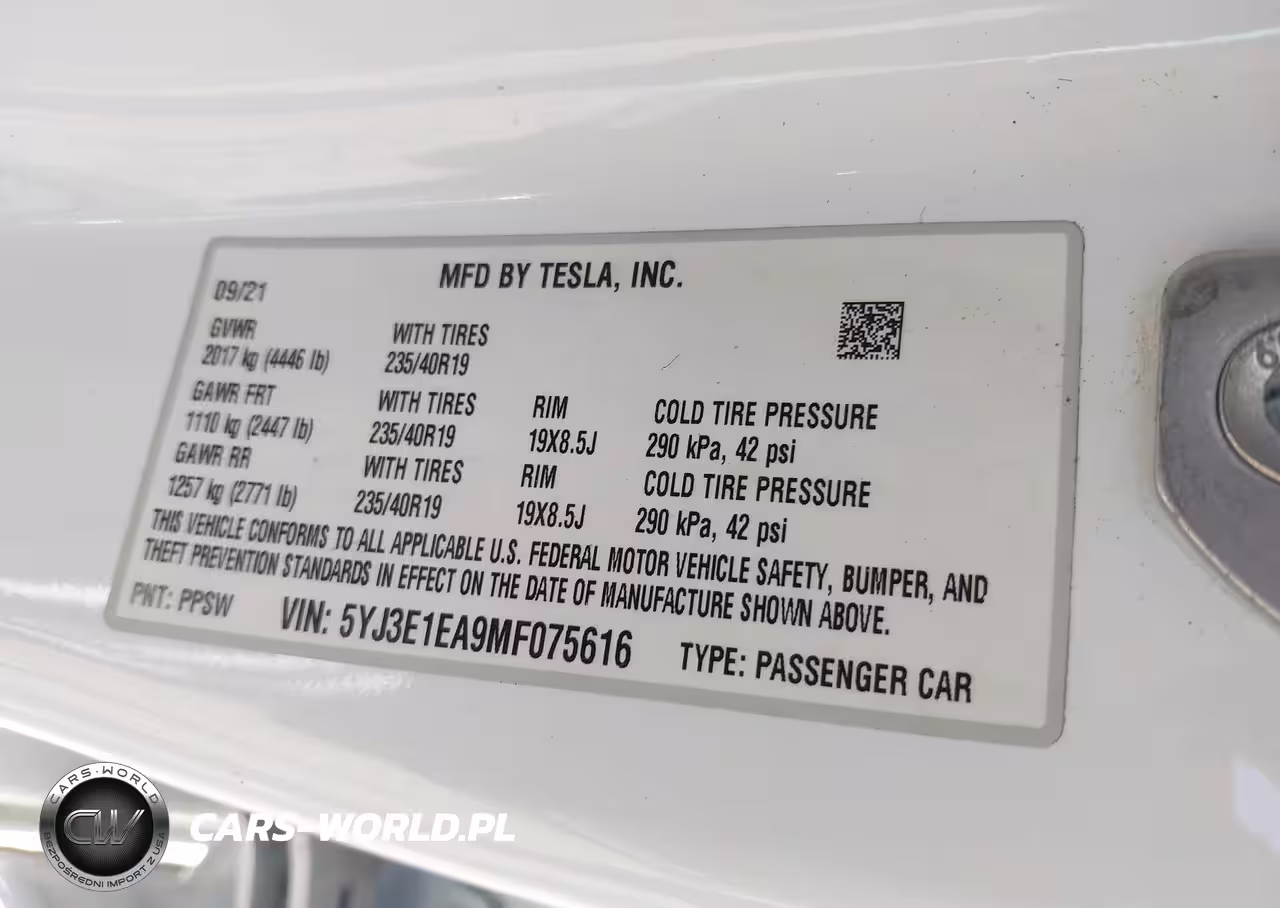 MFD BY TESLA, INC.
09/21
GVWR
2017 kg (4446 lb)
WITH TIRES
235/40R19
GAWR FRT
1110 kg (2447 lb)
WITH TIRES
235/40R19
RIM
19X8.5J
COLD TIRE PRESSURE
290 kPa, 42 psi
GAWR RR
1257 kg (2771 lb)
WITH TIRES
235/40R19
RIM
19X8.5J
COLD TIRE PRESSURE
290 kPa, 42 psi
THIS VEHICLE CONFORMS TO ALL APPLICABLE U.S. FEDERAL MOTOR VEHICLE SAFETY, BUMPER, AND
THEFT PREVENTION STANDARDS IN EFFECT ON THE DATE OF MANUFACTURE SHOWN ABOVE.
PNT: PPSW
VIN: 5YJ3E1EA9MF075616
TYPE: PASSENGER CAR
CARS-WORLD
CW
BEZPOŚREDNI IMPORT Z USA
CARS-WORLD.PL